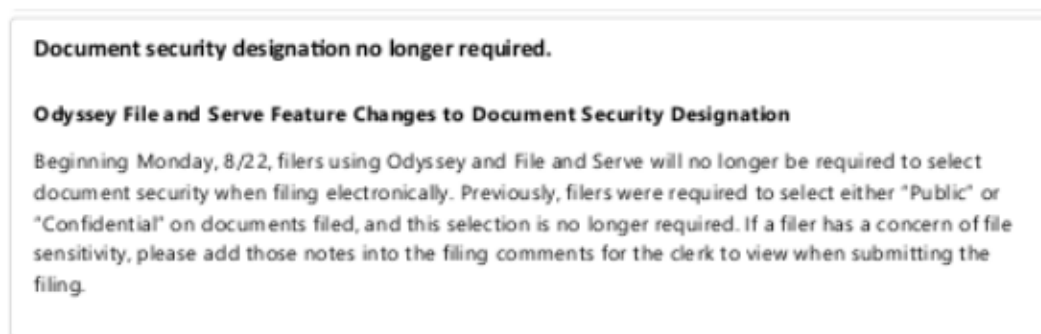 Document security designation no longer required.
Odyssey File and Serve Feature Changes to Document Security Designation
Beginning Monday, 8/22, filers using Odyssey and File and Serve will no longer be required to select
document security when filing electronically. Previously, filers were required to select either "Public" or
"Confidential" on documents filed, and this selection is no longer required. If a filer has a concern of file
sensitivity, please add those notes into the filing comments for the clerk to view when submitting the
filing.